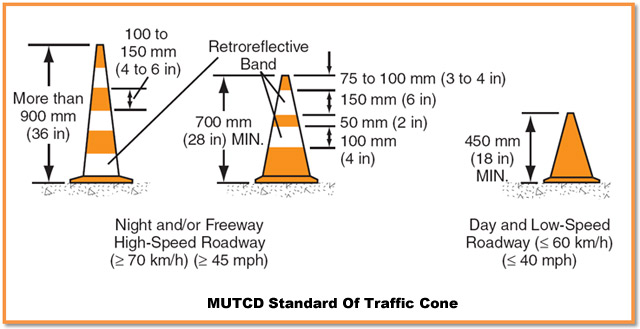 100 to
150 mm
(4 to 6 in)
More than
900 mm
(36 in)
Retroreflective
Band
700 mm
(28 in) MIN.
75 to 100 mm (3 to 4 in)
150 mm (6 in)
50 mm (2 in)
100 mm
(4 in)
450 mm
(18 in)
MIN.
Night and/or Freeway
High-Speed Roadway
(≥ 70 km/h) (≥ 45 mph)
Day and Low-Speed
Roadway (≤ 60 km/h)
(≤ 40 mph)
MUTCD Standard Of Traffic Cone